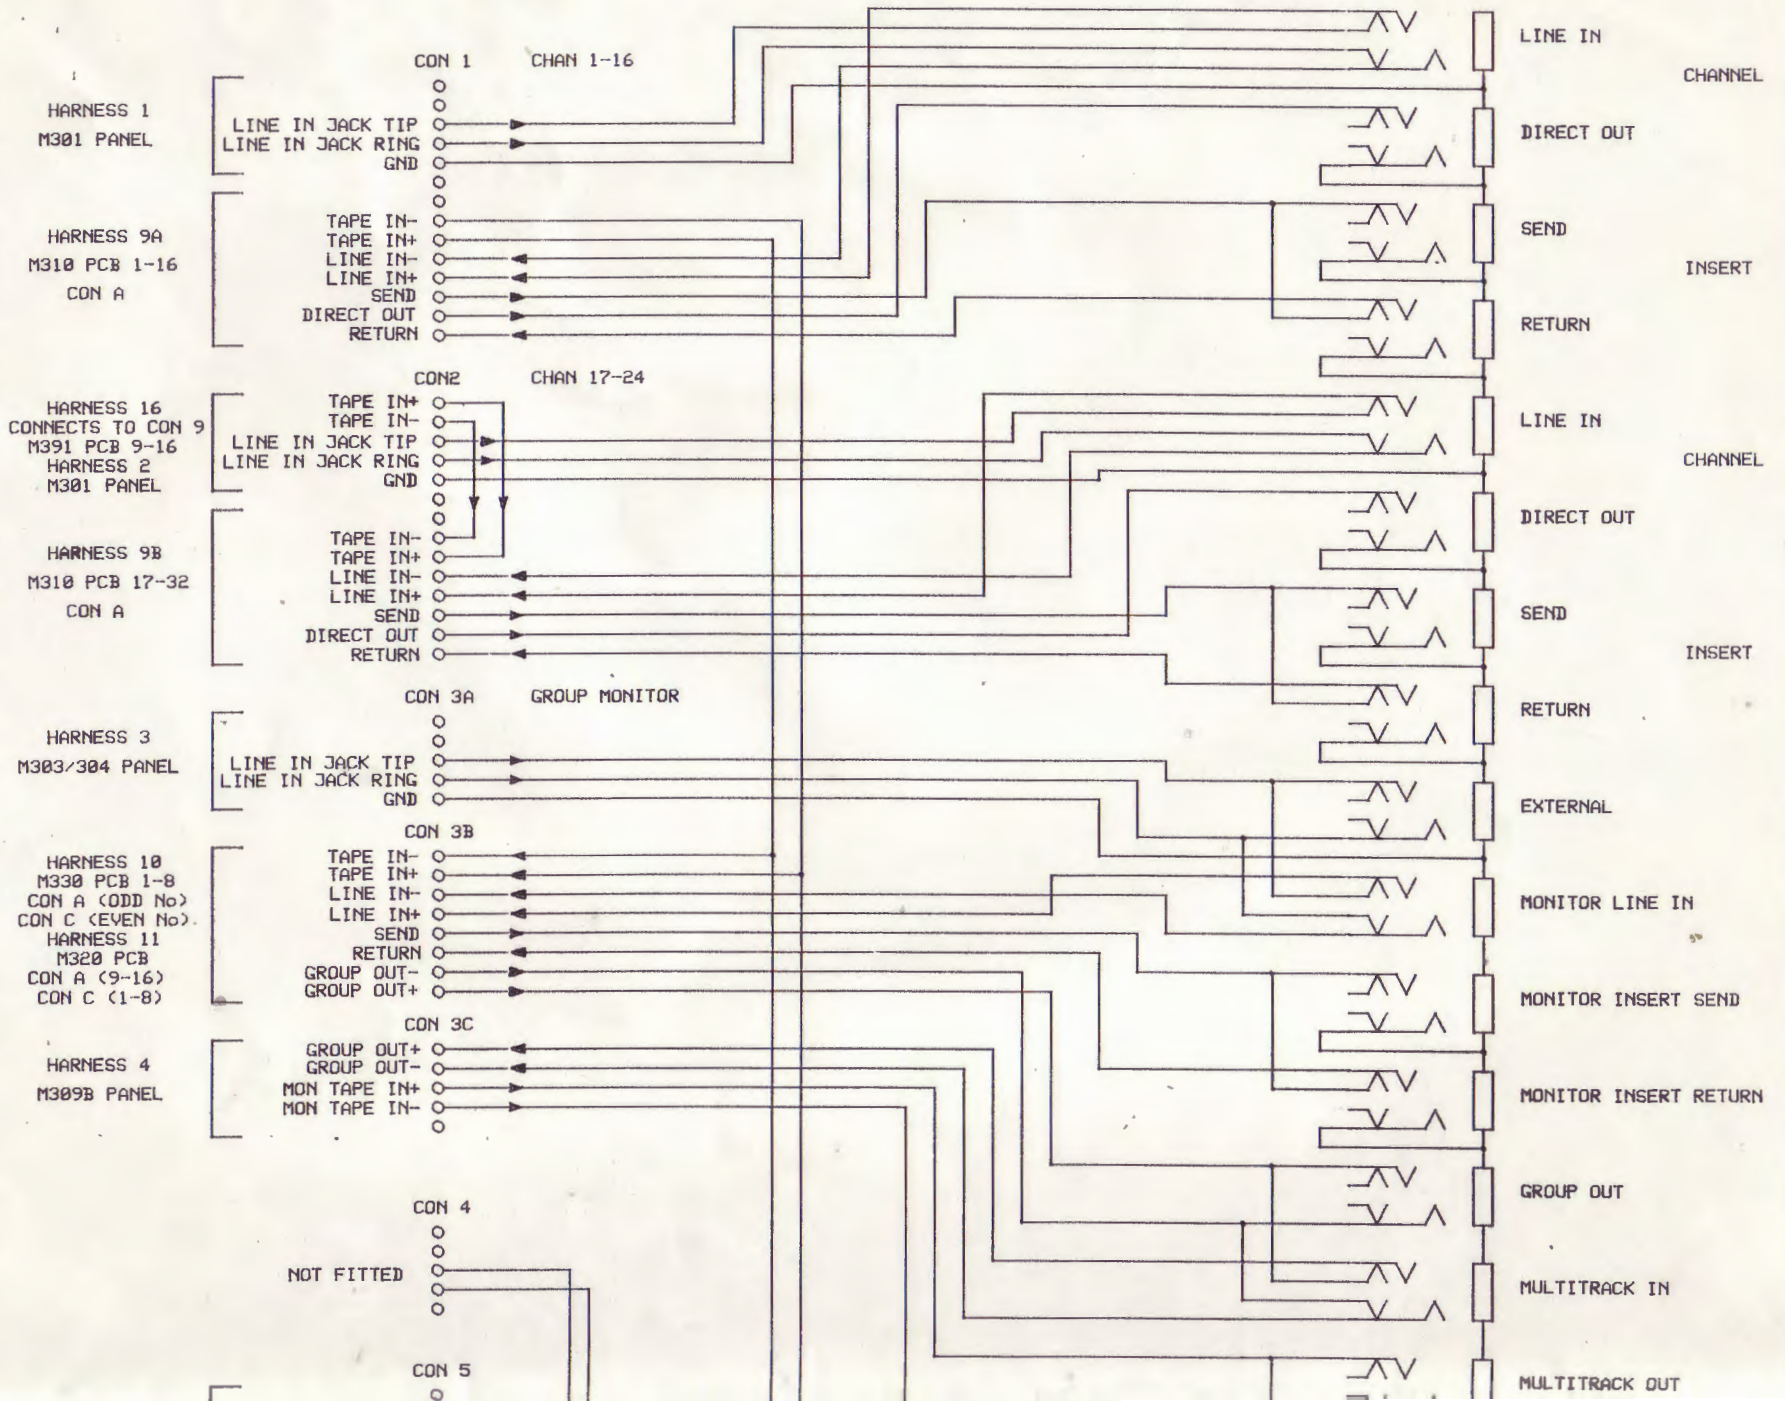 CON 1 CHAN 1-16
HARNESS 1
M301 PANEL
LINE IN JACK TIP
LINE IN JACK RING
GND
HARNESS 9A
M310 PCB 1-16
CON A
TAPE IN-
TAPE IN+
LINE IN-
LINE IN+
SEND
DIRECT OUT
RETURN
CON2 CHAN 17-24
HARNESS 16
CONNECTS TO CON 9
M391 PCB 9-16
HARNESS 2
M301 PANEL
TAPE IN+
TAPE IN-
LINE IN JACK TIP
LINE IN JACK RING
GND
HARNESS 9B
M310 PCB 17-32
CON A
TAPE IN-
TAPE IN+
LINE IN-
LINE IN+
SEND
DIRECT OUT
RETURN
CON 3A GROUP MONITOR
HARNESS 3
M303/304 PANEL
LINE IN JACK TIP
LINE IN JACK RING
GND
CON 3B
HARNESS 10
M330 PCB 1-8
CON A (ODD No)
CON C (EVEN No).
HARNESS 11
M320 PCB
CON A (9-16)
CON C (1-8)
TAPE IN-
TAPE IN+
LINE IN-
LINE IN+
SEND
RETURN
GROUP OUT-
GROUP OUT+
CON 3C
HARNESS 4
M309B PANEL
GROUP OUT+
GROUP OUT-
MON TAPE IN+
MON TAPE IN-
CON 4
NOT FITTED
CON 5
LINE IN
CHANNEL
DIRECT OUT
SEND
INSERT
RETURN
LINE IN
CHANNEL
DIRECT OUT
SEND
INSERT
RETURN
EXTERNAL
MONITOR LINE IN
MONITOR INSERT SEND
MONITOR INSERT RETURN
GROUP OUT
MULTITRACK IN
MULTITRACK OUT